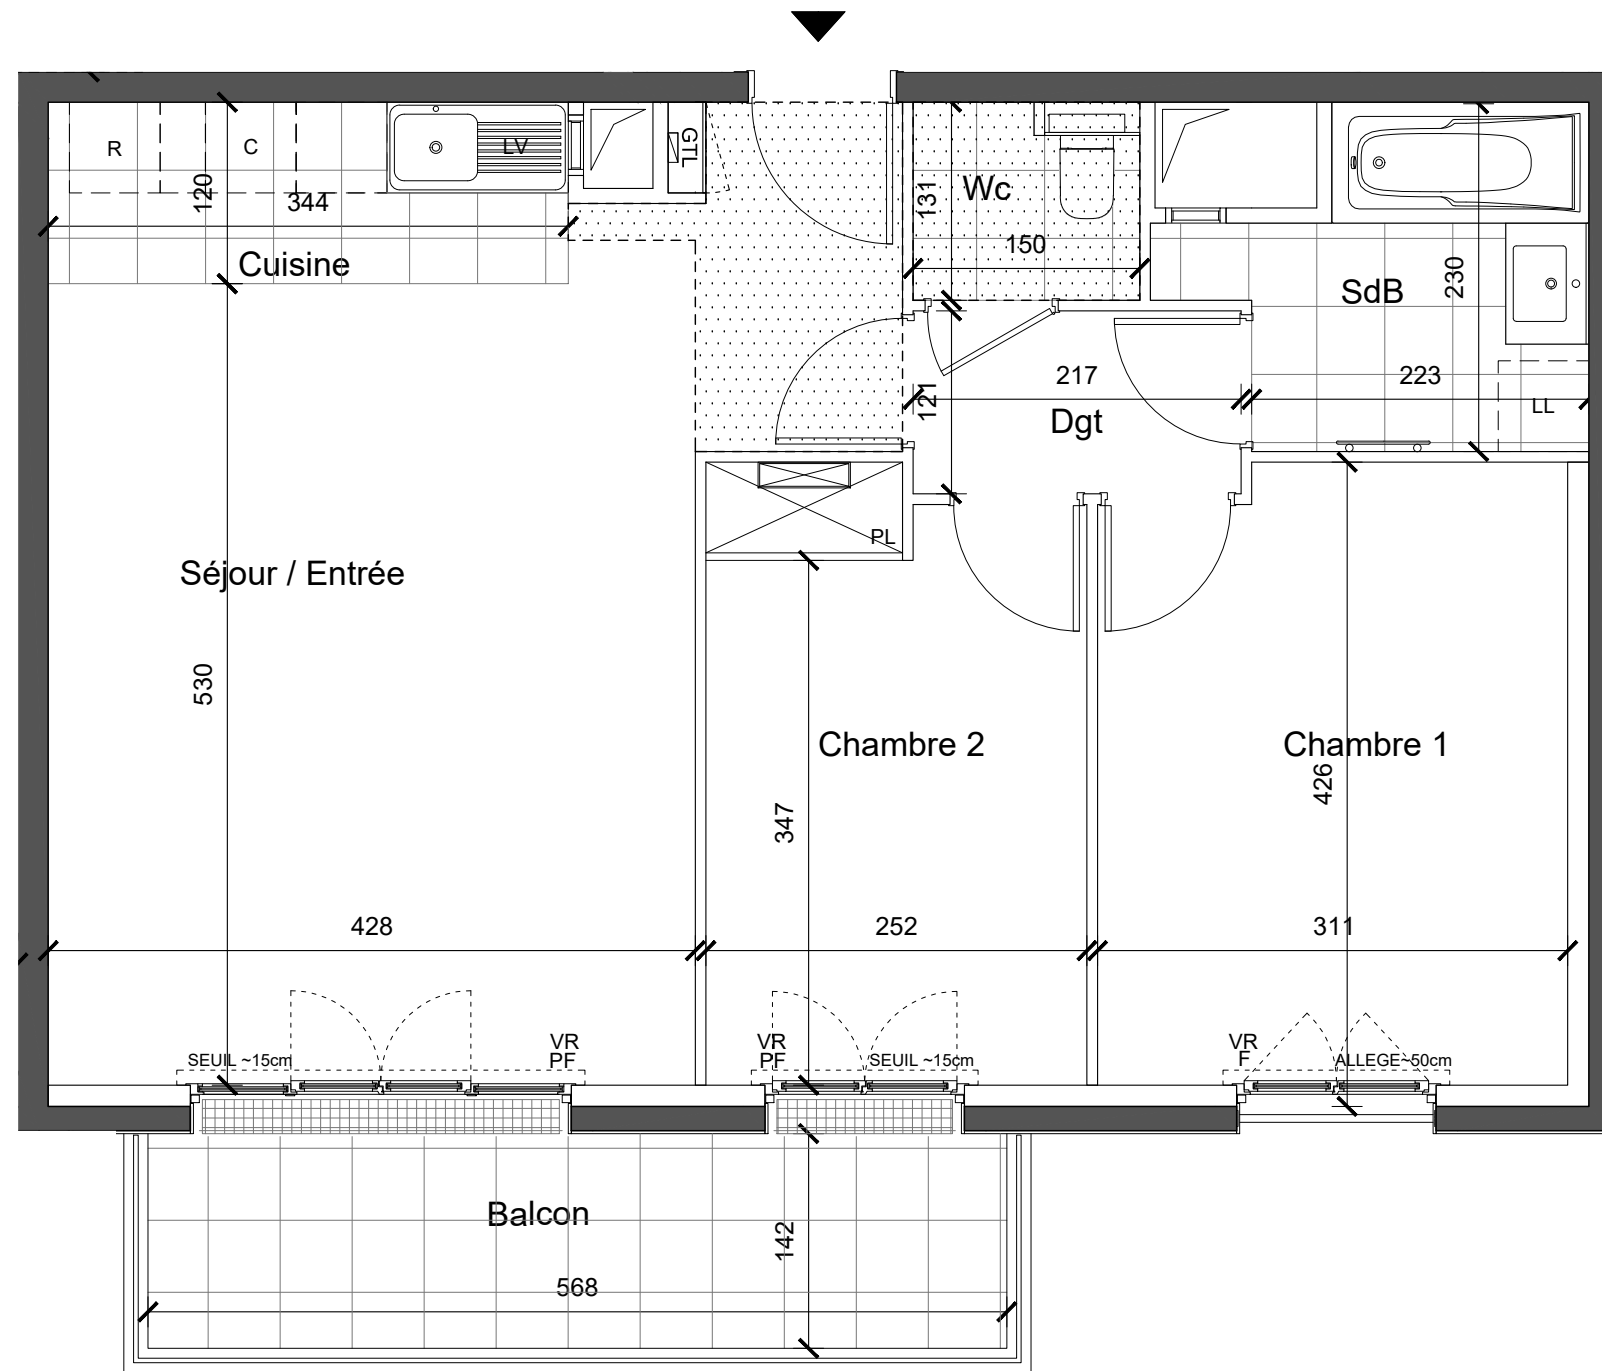 R
C
LV
GTL
120
344
Cuisine
131
Wc
150
SdB
230
121
217
Dgt
223
LL
PL
Séjour / Entrée
530
Chambre 2
347
Chambre 1
426
428
252
311
SEUIL ~15cm
VR
PF
VR
PF
SEUIL ~15cm
VR
F
ALLEGE~50cm
Balcon
142
568